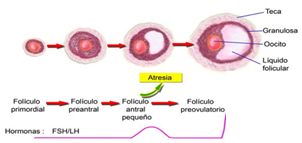 Teca
Granulosa
Oocito
Líquido
folicular
Atresia
Folículo
primordial
Folículo
preantral
Folículo
antral
pequeño
Folículo
preovulatorio
Hormonas : FSH/LH